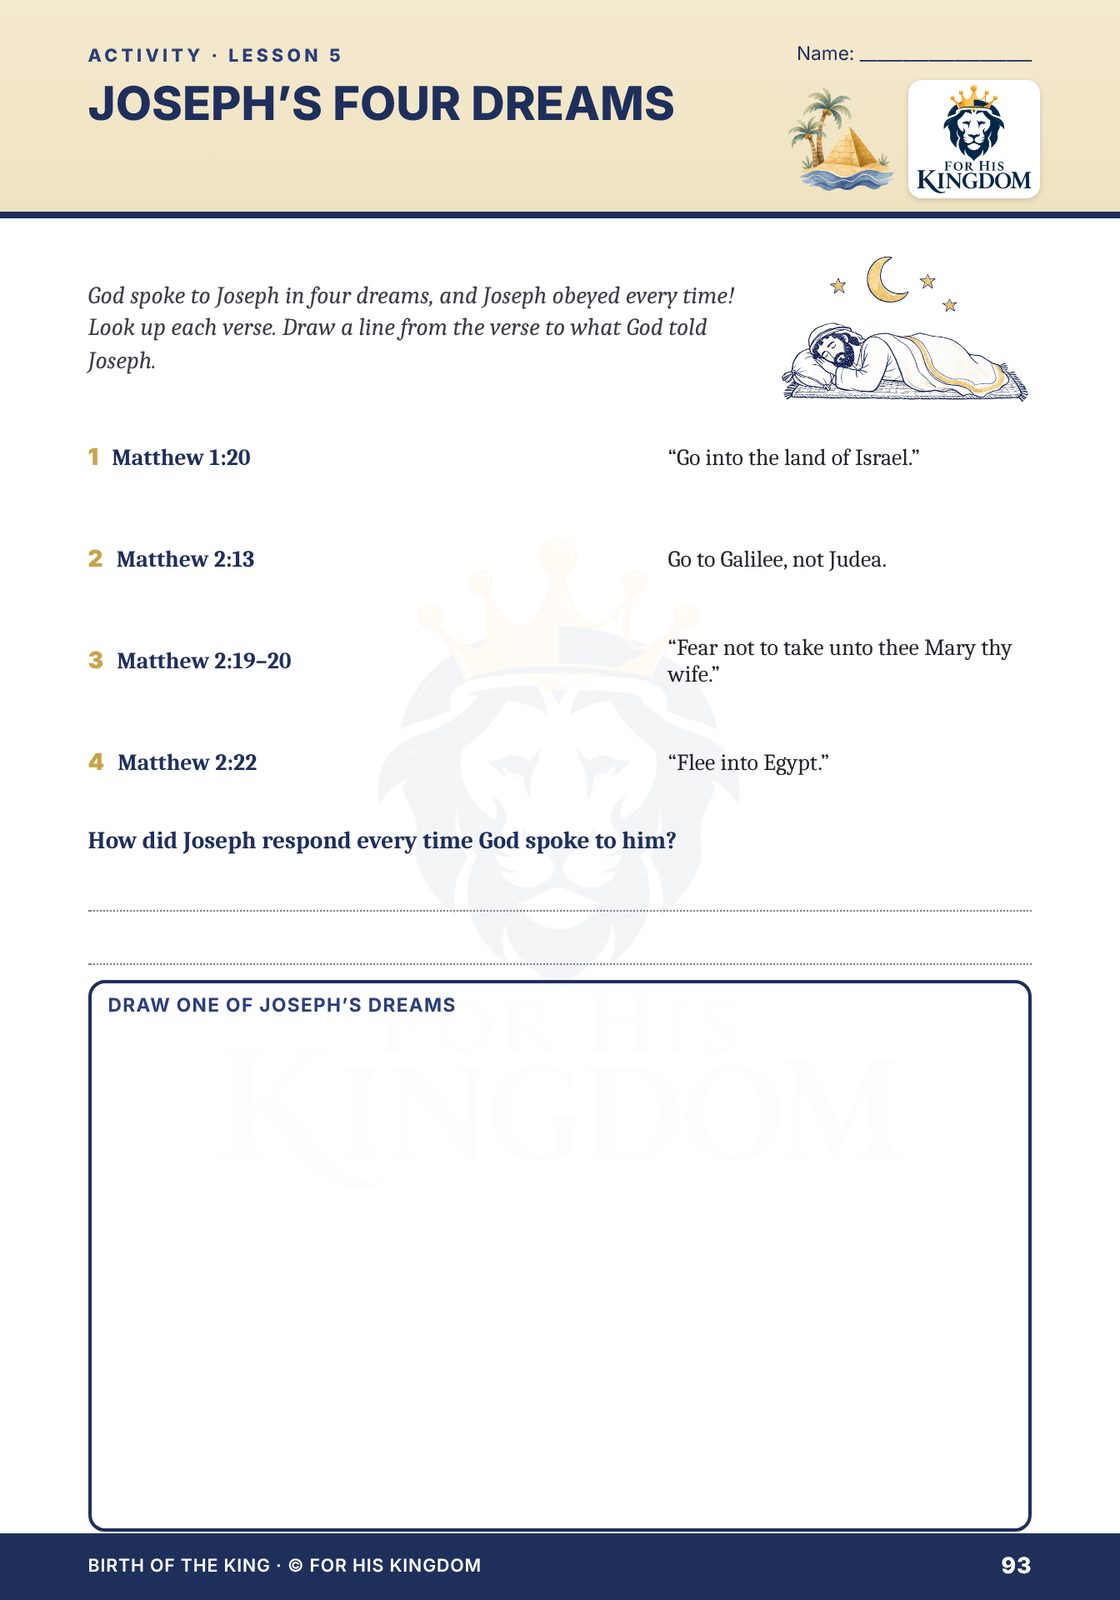 ACTIVITY · LESSON 5
Name: ____________________
JOSEPH’S FOUR DREAMS
FOR HIS
KINGDOM
God spoke to Joseph in four dreams, and Joseph obeyed every time!
Look up each verse. Draw a line from the verse to what God told
Joseph.
1 Matthew 1:20
“Go into the land of Israel.”
2 Matthew 2:13
Go to Galilee, not Judea.
3 Matthew 2:19–20
“Fear not to take unto thee Mary thy
wife.”
4 Matthew 2:22
“Flee into Egypt.”
How did Joseph respond every time God spoke to him?
DRAW ONE OF JOSEPH’S DREAMS
FOR HIS
KINGDOM
BIRTH OF THE KING · © FOR HIS KINGDOM
93